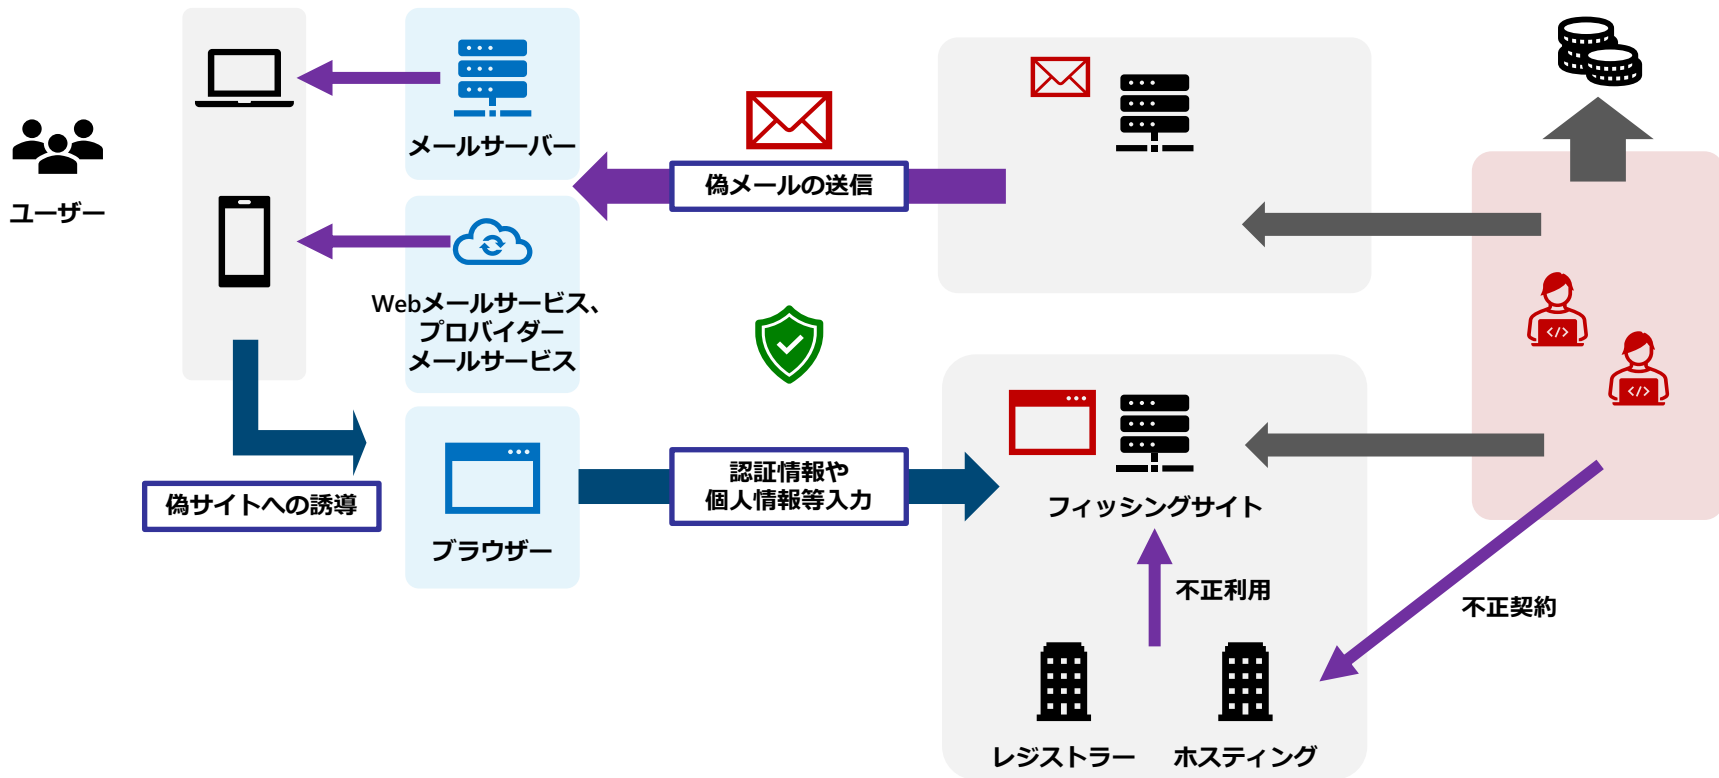 ユーザー
メールサーバー
Webメールサービス、
プロバイダー
メールサービス
偽メールの送信
偽サイトへの誘導
ブラウザー
認証情報や
個人情報等入力
フィッシングサイト
不正利用
不正契約
レジストラー
ホスティング